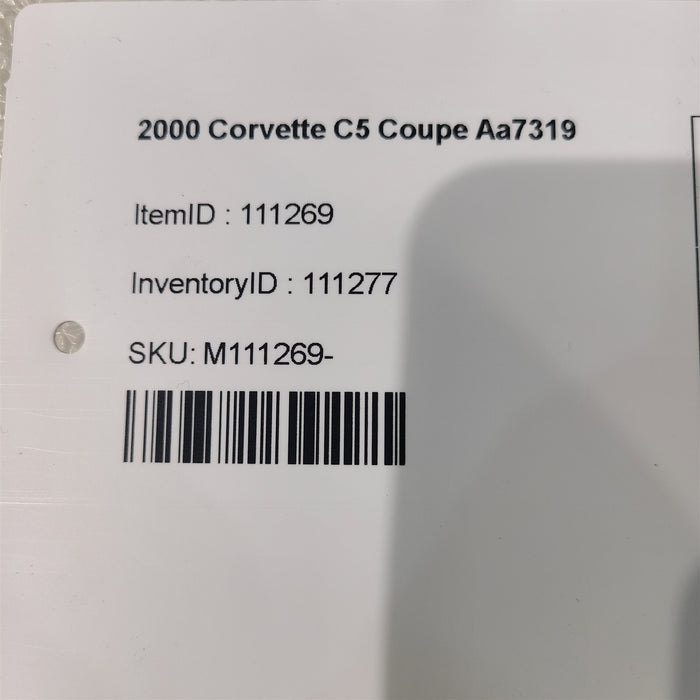 2000 Corvette C5 Coupe Aa7319
ItemID : 111269
InventoryID : 111277
SKU: M111269-